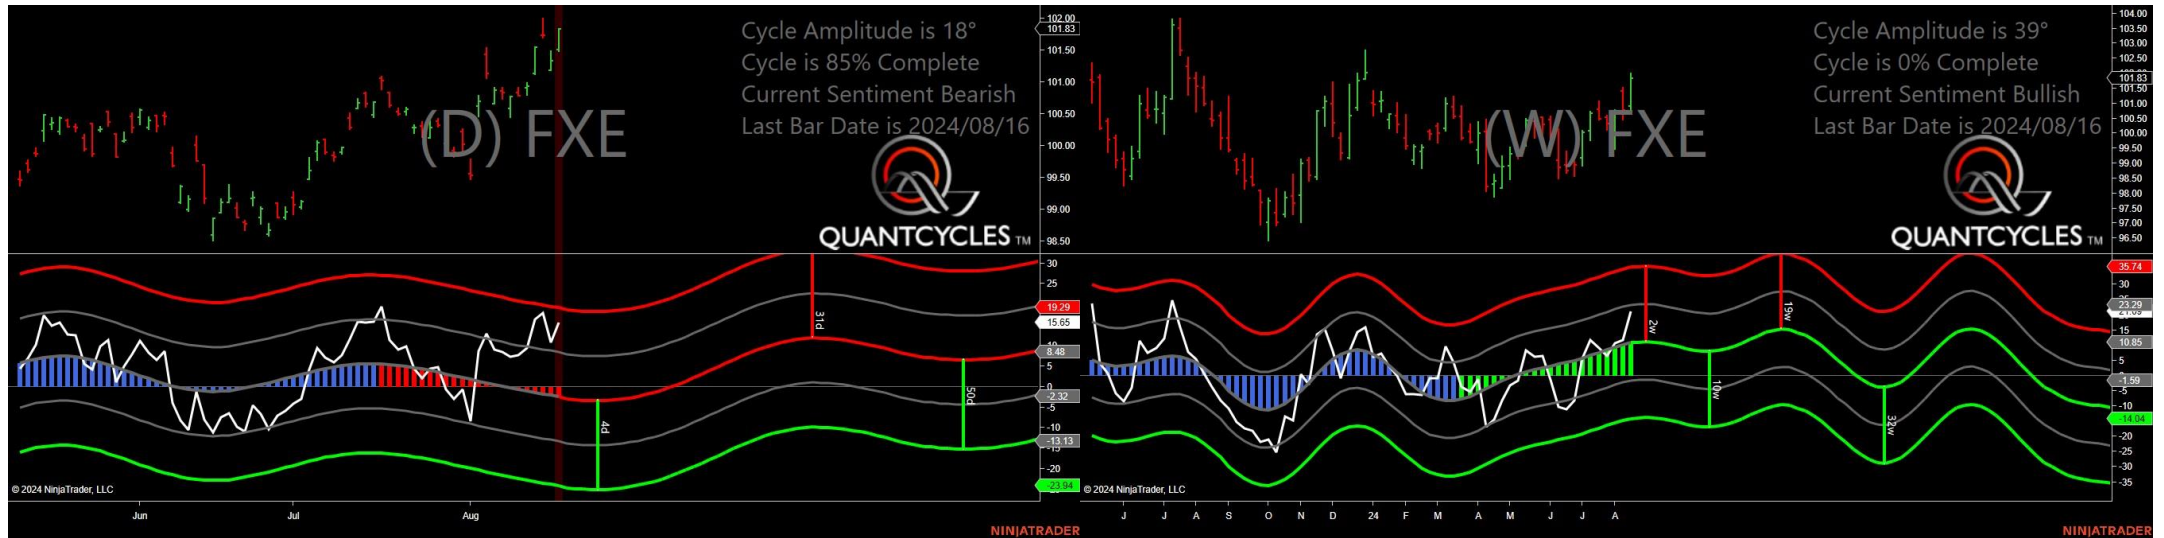 Cycle Amplitude is 18°
Cycle is 85% Complete
Current Sentiment Bearish
Last Bar Date is 2024/08/16
(D) FXE
QUANTCYCLES TM
102.00
101.83
101.50
101.00
100.50
100.00
99.50
99.00
98.50
30
25
19.29
15.65
10
8.48
5
0
-2.32
-5
-10
-13.13
-15
-20
-23.94
31d
4d
50d
© 2024 NinjaTrader, LLC
Jun Jul Aug
NINJATRADER
Cycle Amplitude is 39°
Cycle is 0% Complete
Current Sentiment Bullish
Last Bar Date is 2024/08/16
(W) FXE
QUANTCYCLES TM
104.00
103.50
103.00
102.50
101.83
101.50
101.00
100.50
100.00
99.50
99.00
98.50
98.00
97.50
97.00
96.50
35.74
30
23.29
15
10.85
5
-1.59
-5
-10
-14.04
-20
-25
-30
-35
2w
19w
10w
32w
© 2024 NinjaTrader, LLC
J J A S O N D 24 F M A M J J A
NINJATRADER